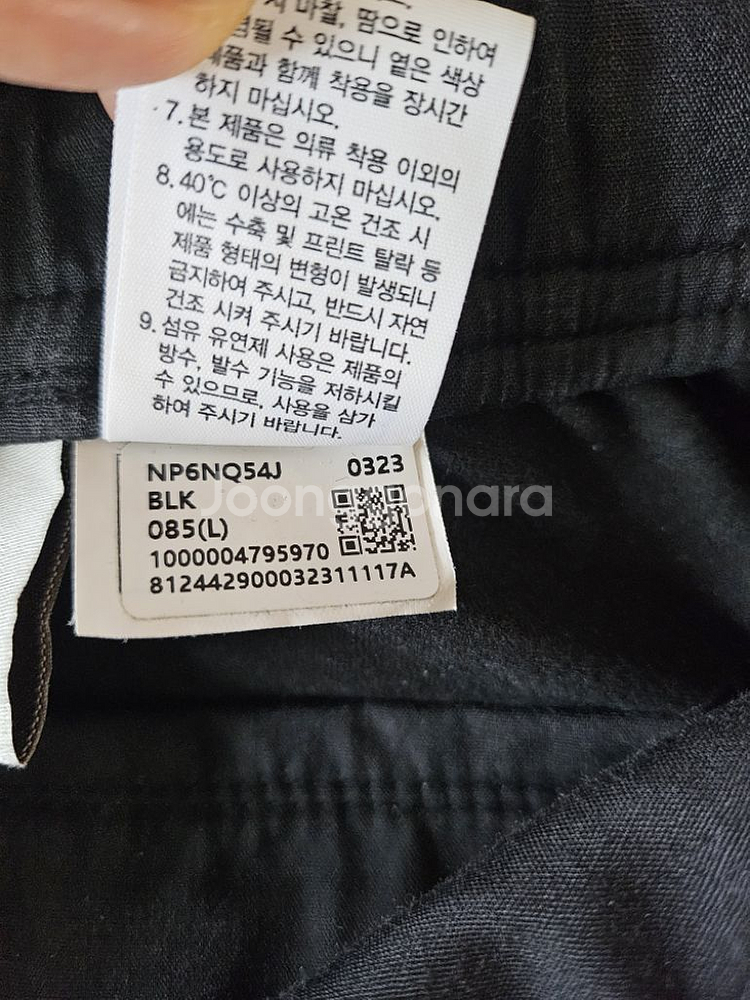 마찰, 땀으로 인하여
될 수 있으니 옅은 색상
제품과 함께 착용을 장시간
하지 마십시오.
7. 본 제품은 의류 착용 이외의
용도로 사용하지 마십시오.
8. 40℃ 이상의 고온 건조 시
에는 수축 및 프린트 탈락 등
제품 형태의 변형이 발생되니
금지하여 주시고, 반드시 자연
건조 시켜 주시기 바랍니다.
9. 섬유 유연제 사용은 제품의
방수, 발수 기능을 저하시킬
수 있으므로, 사용을 삼가
하여 주시기 바랍니다.
NP6NQ54J 0323
BLK
Joonggonara
085(L)
1000004795970
812442900032311117A